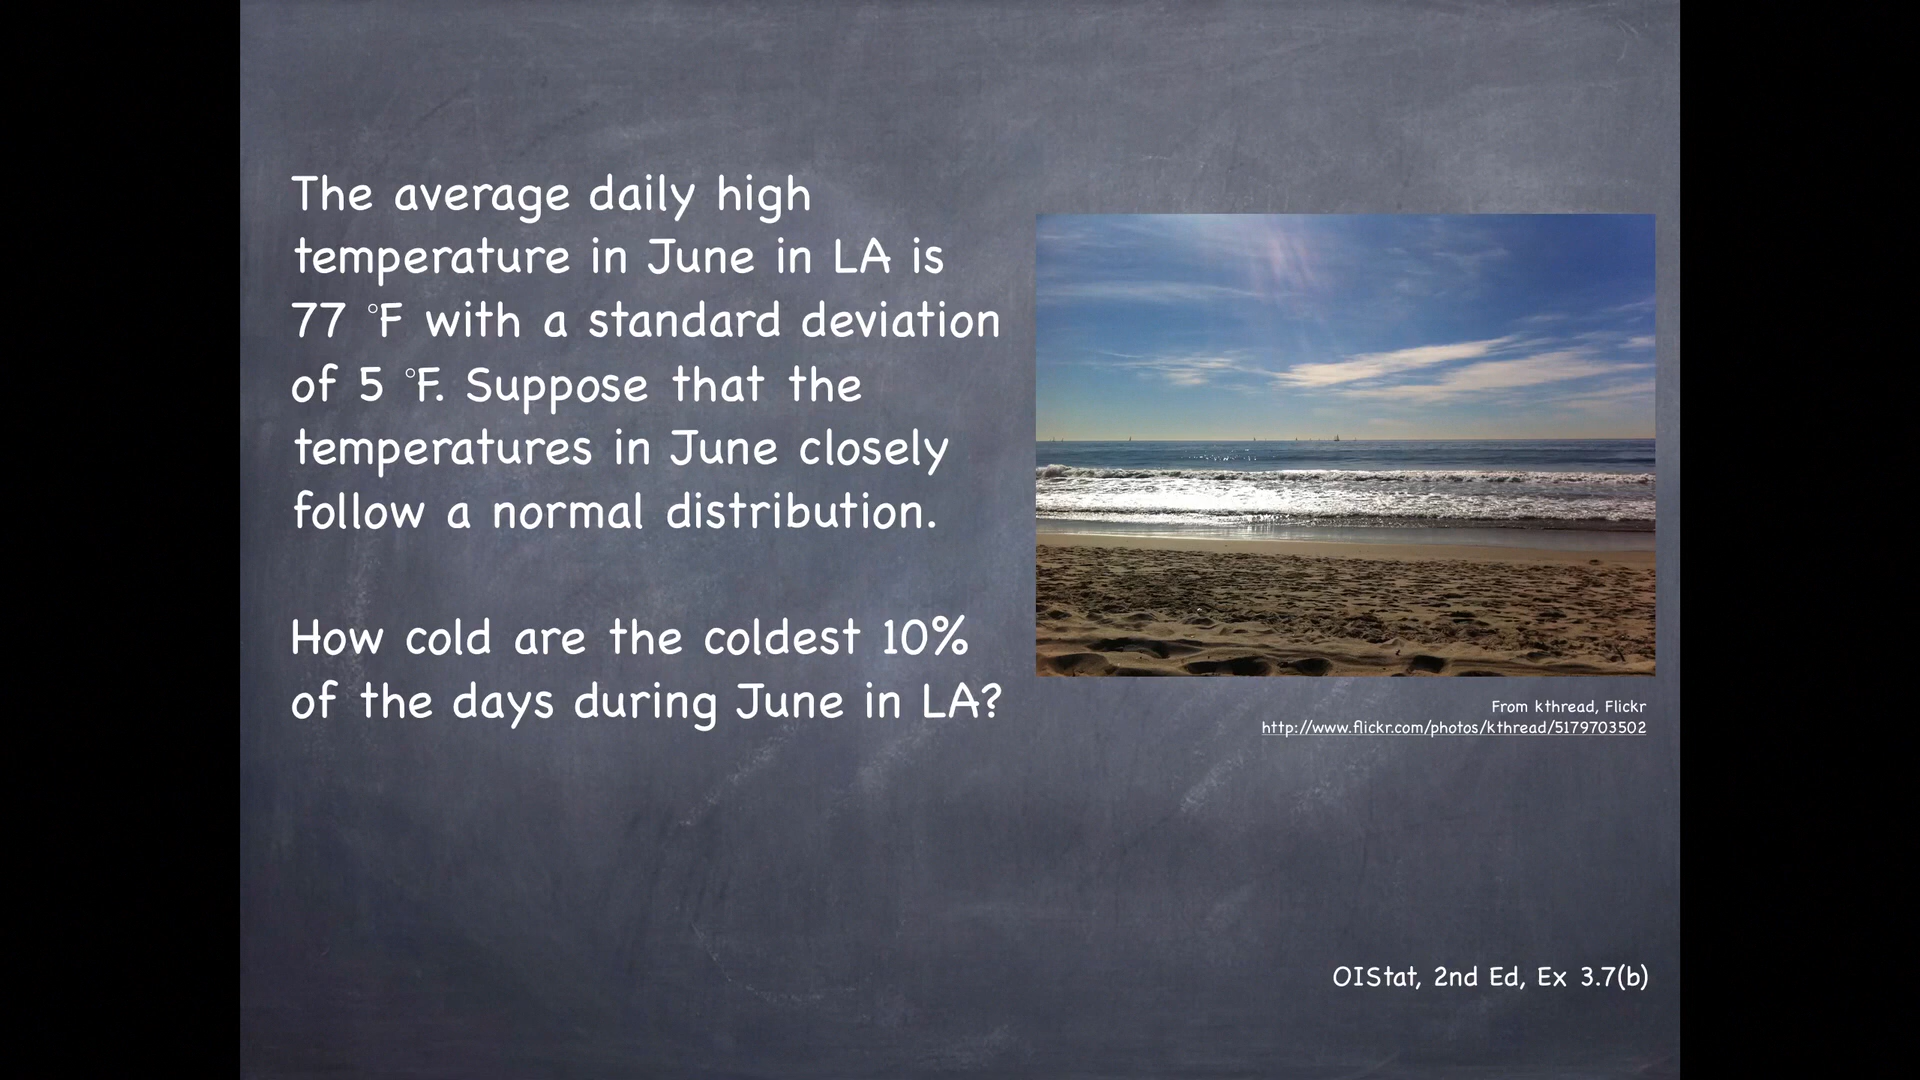 The average daily high
temperature in June in LA is
77 °F with a standard deviation
of 5 °F. Suppose that the
temperatures in June closely
follow a normal distribution.
How cold are the coldest 10%
of the days during June in LA?
From kthread, Flickr
http://www.flickr.com/photos/kthread/5179703502
OIStat, 2nd Ed, Ex 3.7(b)